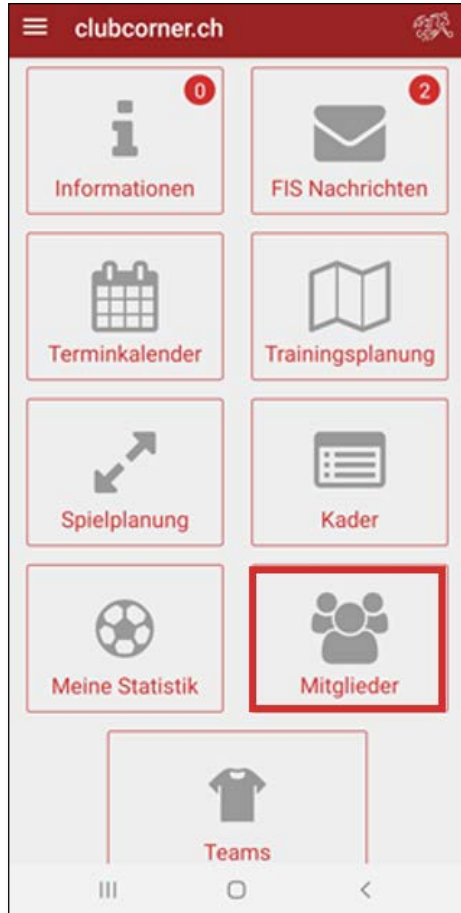 clubcorner.ch
0
2
Informationen
FIS Nachrichten
Terminkalender
Trainingsplanung
Spielplanung
Kader
Meine Statistik
Mitglieder
Teams